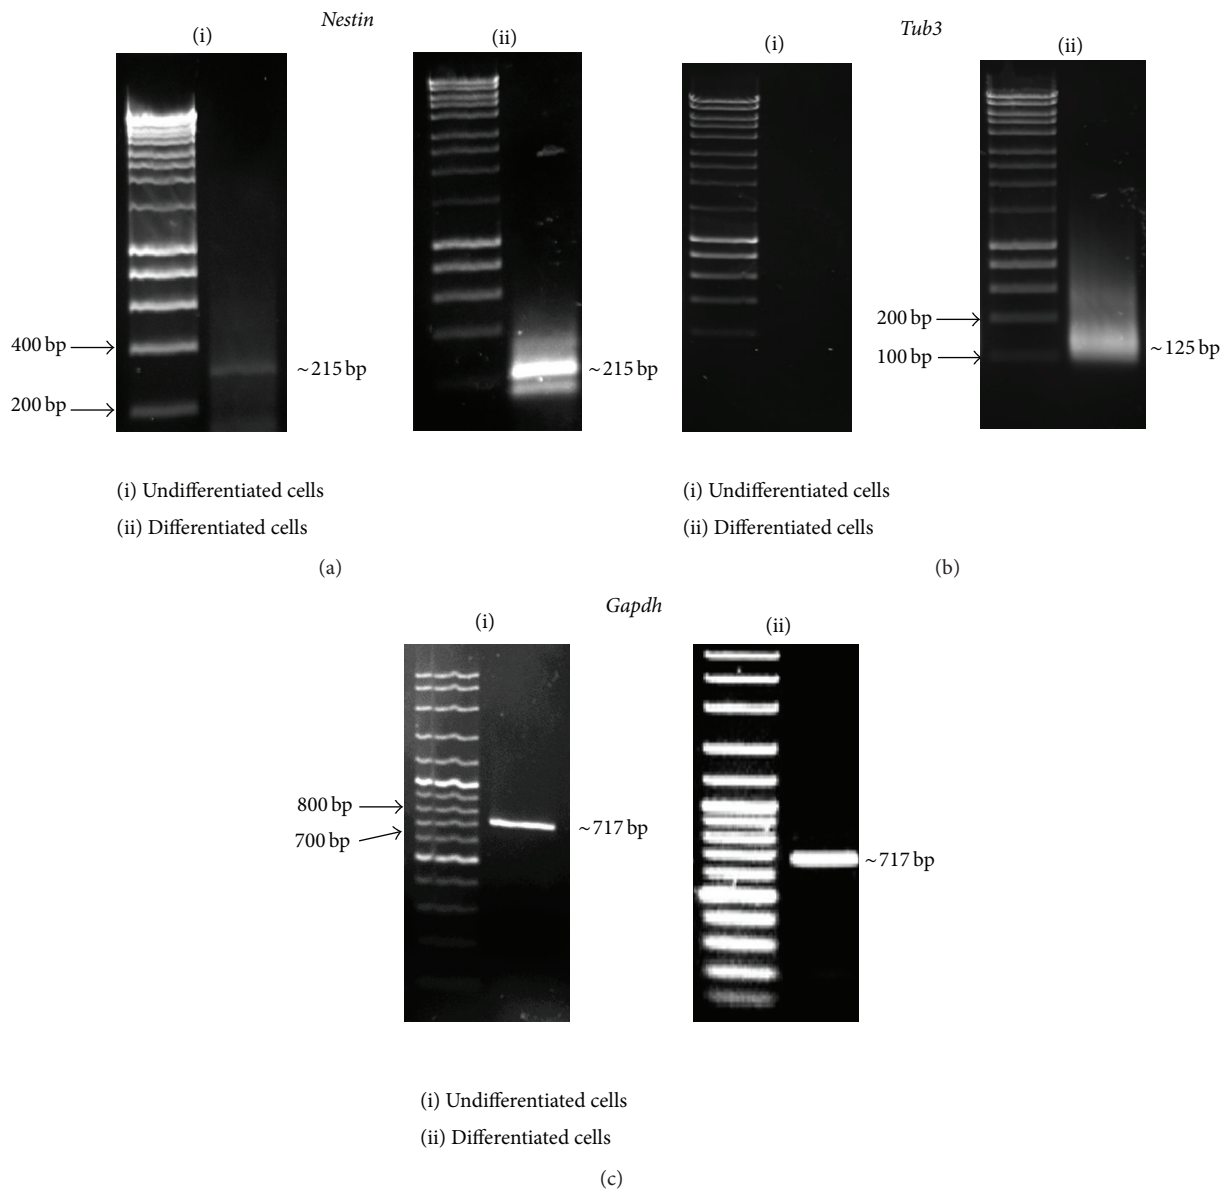 Nestin
(i)
(ii)
400 bp
200 bp
~215 bp
~215 bp
(i) Undifferentiated cells
(ii) Differentiated cells
(a)
Tub3
(i)
(ii)
200 bp
100 bp
~125 bp
(i) Undifferentiated cells
(ii) Differentiated cells
(b)
Gapdh
(i)
(ii)
800 bp
700 bp
~717 bp
~717 bp
(i) Undifferentiated cells
(ii) Differentiated cells
(c)